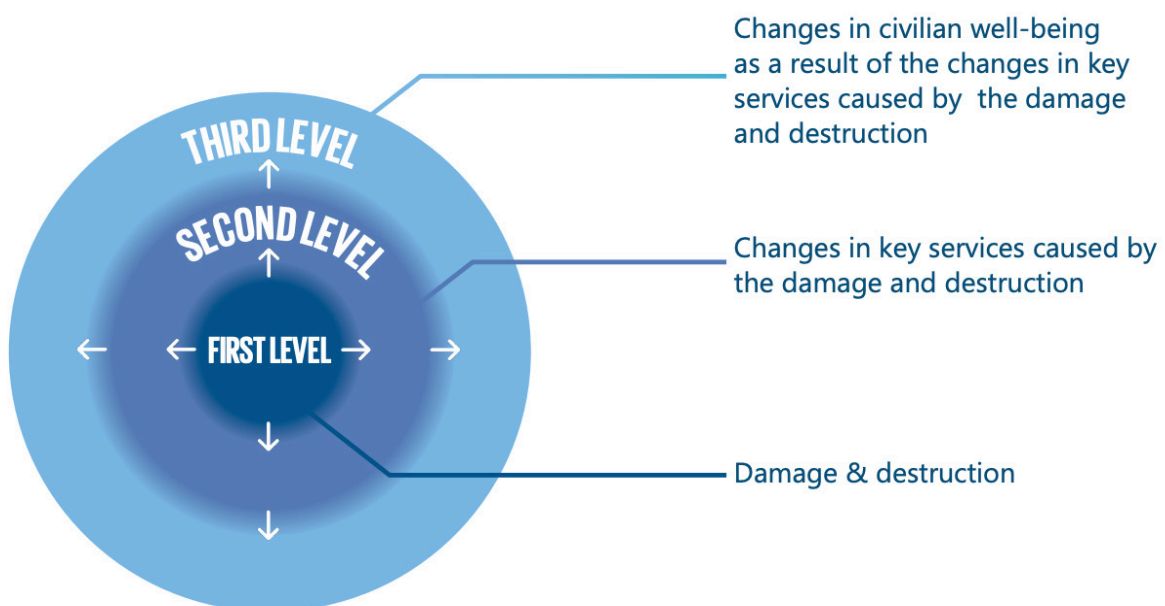 Changes in civilian well-being
as a result of the changes in key
services caused by the damage
and destruction
THIRD LEVEL
SECOND LEVEL
Changes in key services caused by
the damage and destruction
FIRST LEVEL
Damage & destruction